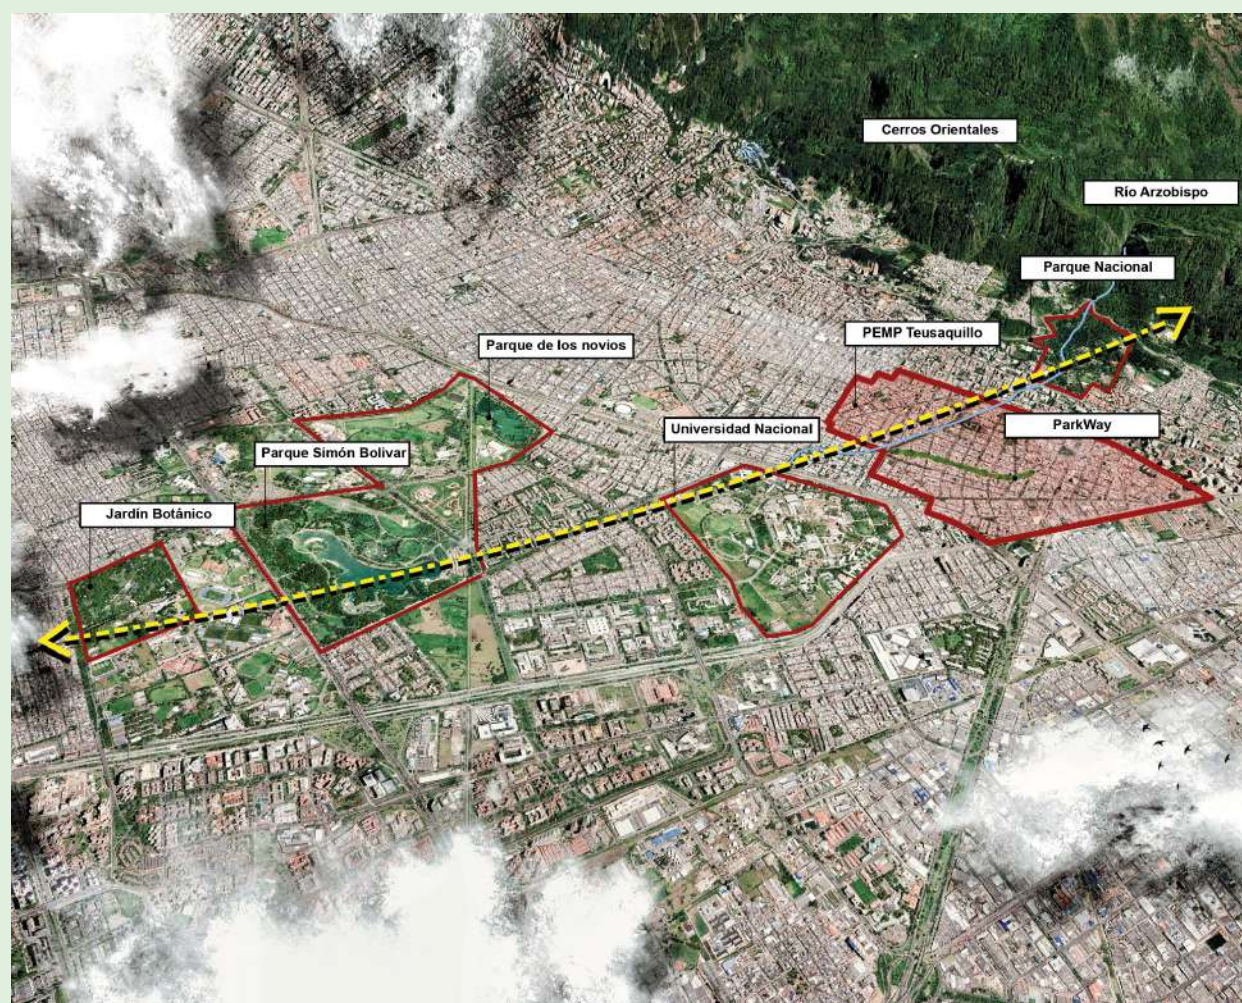 Cerros Orientales
Río Arzobispo
Parque Nacional
PEMP Teusaquillo
Parque de los novios
ParkWay
Universidad Nacional
Parque Simón Bolivar
Jardín Botánico